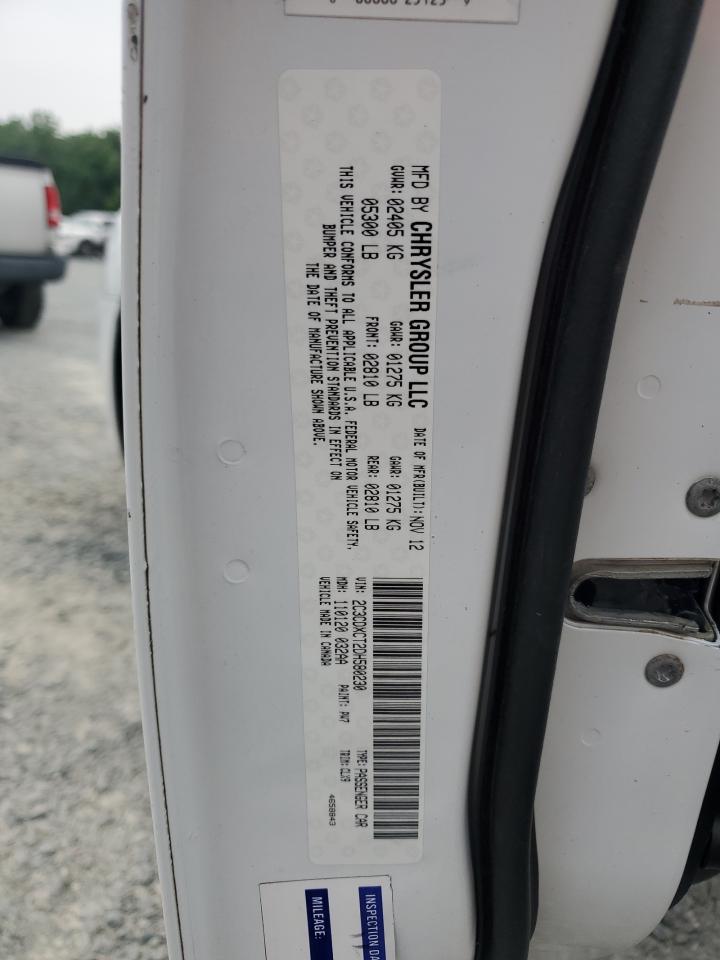 MFD BY CHRYSLER GROUP LLC DATE OF MFR(BUILT): NOV 12
GVWR: 02405 KG GAWR: 01275 KG GAWR: 01275 KG
05300 LB FRONT: 02810 LB REAR: 02810 LB
THIS VEHICLE CONFORMS TO ALL APPLICABLE U.S.A. FEDERAL MOTOR VEHICLE SAFETY,
BUMPER AND THEFT PREVENTION STANDARDS IN EFFECT ON
THE DATE OF MANUFACTURE SHOWN ABOVE.
VIN: 2C3CDXCT2DH580230 TYPE: PASSENGER CAR
MDH: 110120 032AA PAINT: PW7 TRIM: CLX9
VEHICLE MADE IN CANADA 4658843
INSPECTION DA
MILEAGE: